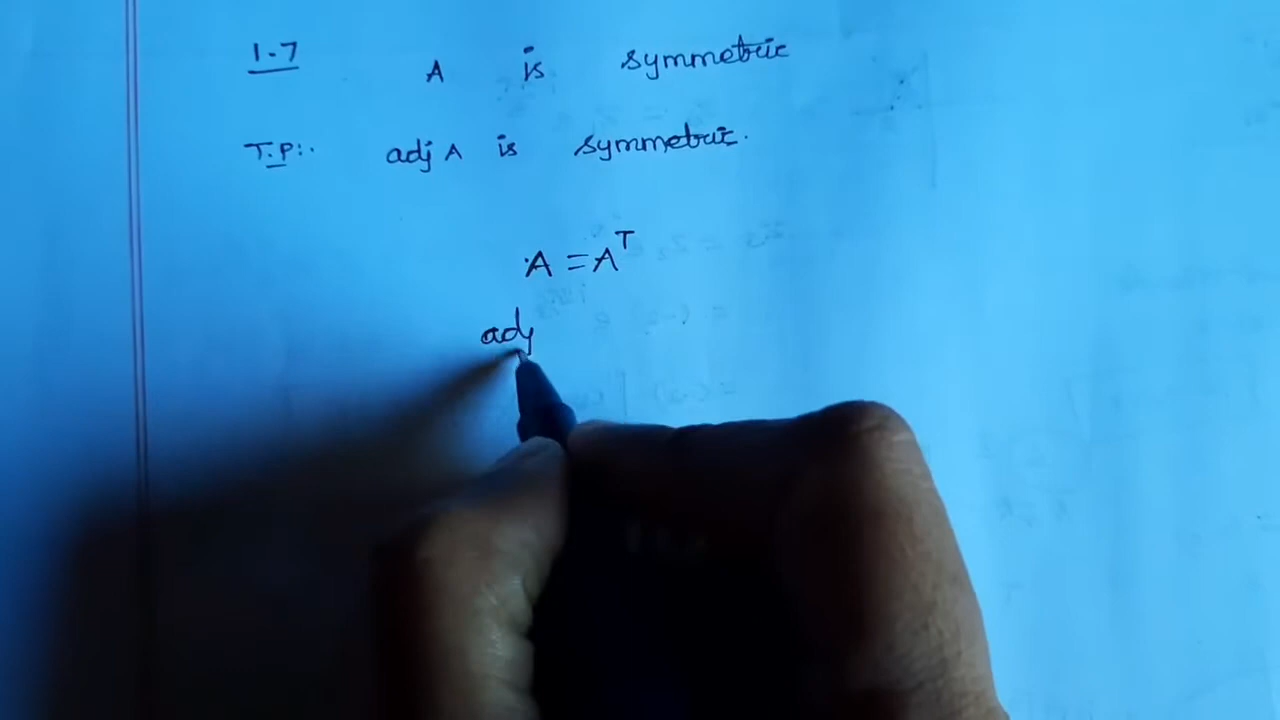 1.7 A is symmetric
T.P:. adj A is symmetric.
A = A^T
adj